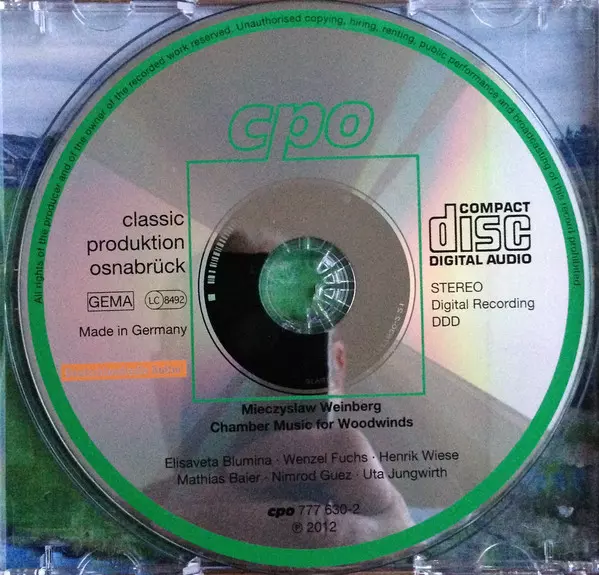 All rights of the producer and of the owner of the recorded work reserved. Unauthorised copying, hiring, renting, public performance and broadcasting of this record prohibited.
cpo
classic
produktion
osnabrück
GEMA LC 8492
Made in Germany
COMPACT
disc
DIGITAL AUDIO
STEREO
Digital Recording
DDD
Mieczyslaw Weinberg
Chamber Music for Woodwinds
Elisaveta Blumina · Wenzel Fuchs · Henrik Wiese
Mathias Baier · Nimrod Guez · Uta Jungwirth
cpo 777 630-2
℗ 2012